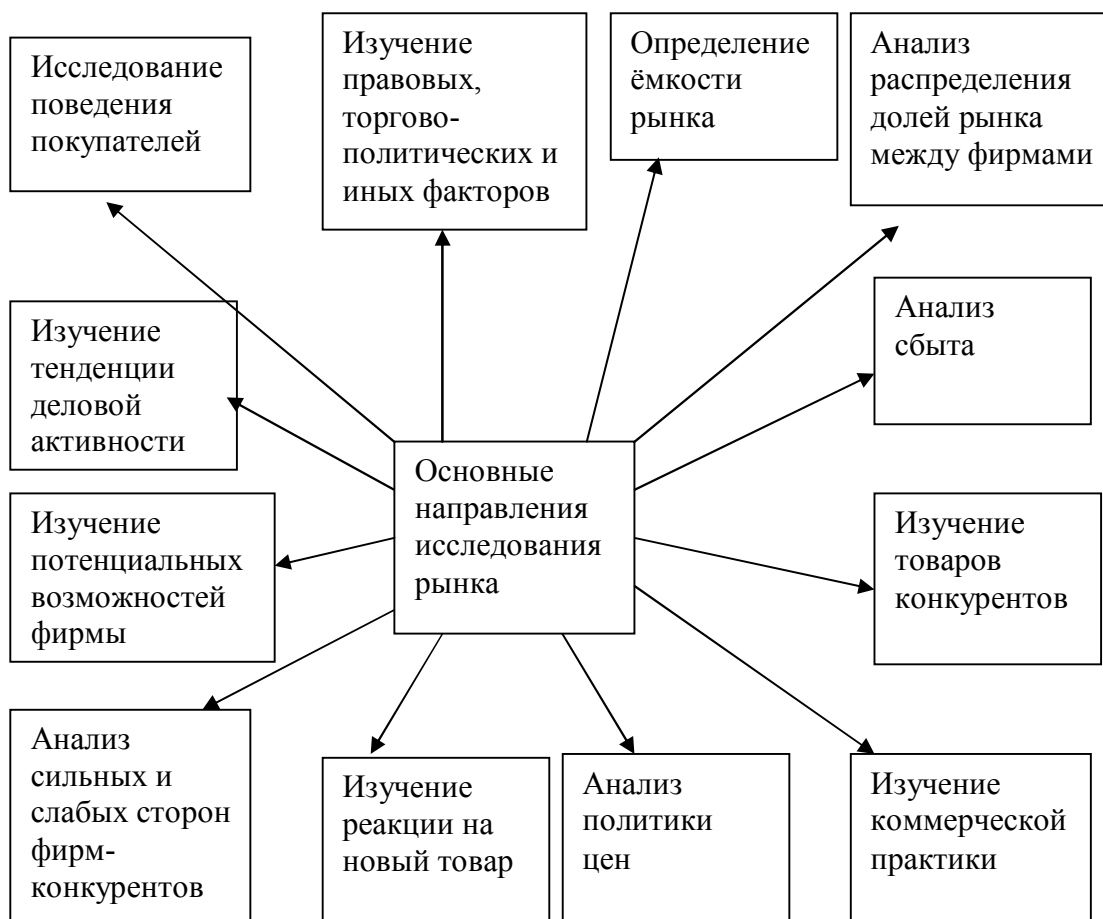 Исследование
поведения
покупателей
Изучение
правовых,
торгово-
политических и
иных факторов
Определение
ёмкости
рынка
Анализ
распределения
долей рынка
между фирмами
Изучение
тенденции
деловой
активности
Анализ
сбыта
Основные
направления
исследования
рынка
Изучение
потенциальных
возможностей
фирмы
Изучение
товаров
конкурентов
Анализ
сильных и
слабых сторон
фирм-
конкурентов
Изучение
реакции на
новый товар
Анализ
политики
цен
Изучение
коммерческой
практики